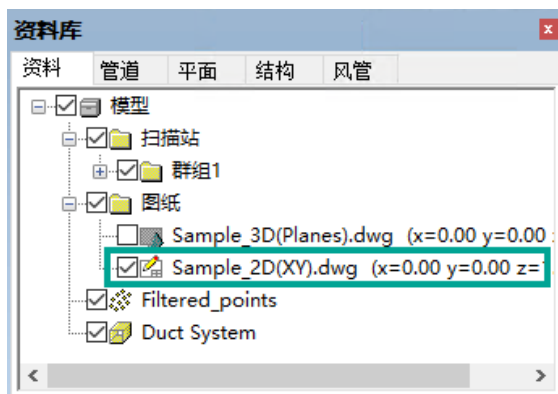 资料库
资料 管道 平面 结构 风管
模型
扫描站
群组1
图纸
Sample_3D(Planes).dwg (x=0.00 y=0.00
Sample_2D(XY).dwg (x=0.00 y=0.00 z=
Filtered_points
Duct System